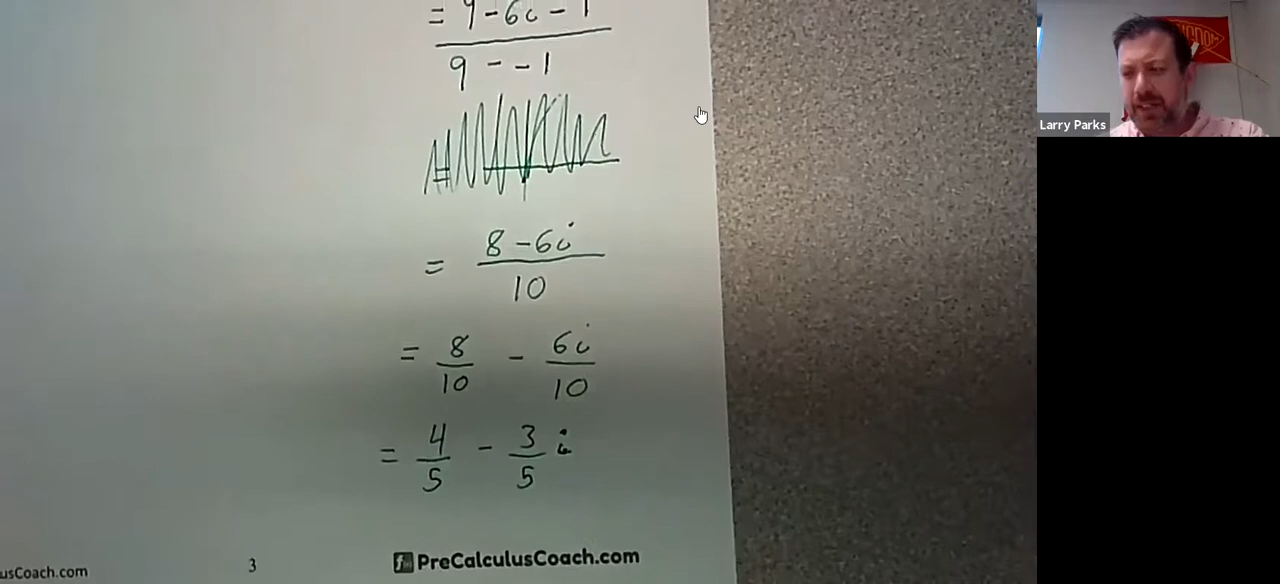 = 9 - 6i - 1
9 - - 1
= 8 - 6i
10
= 8/10 - 6i/10
= 4/5 - 3/5 i
usCoach.com
3
PreCalculusCoach.com
Larry Parks